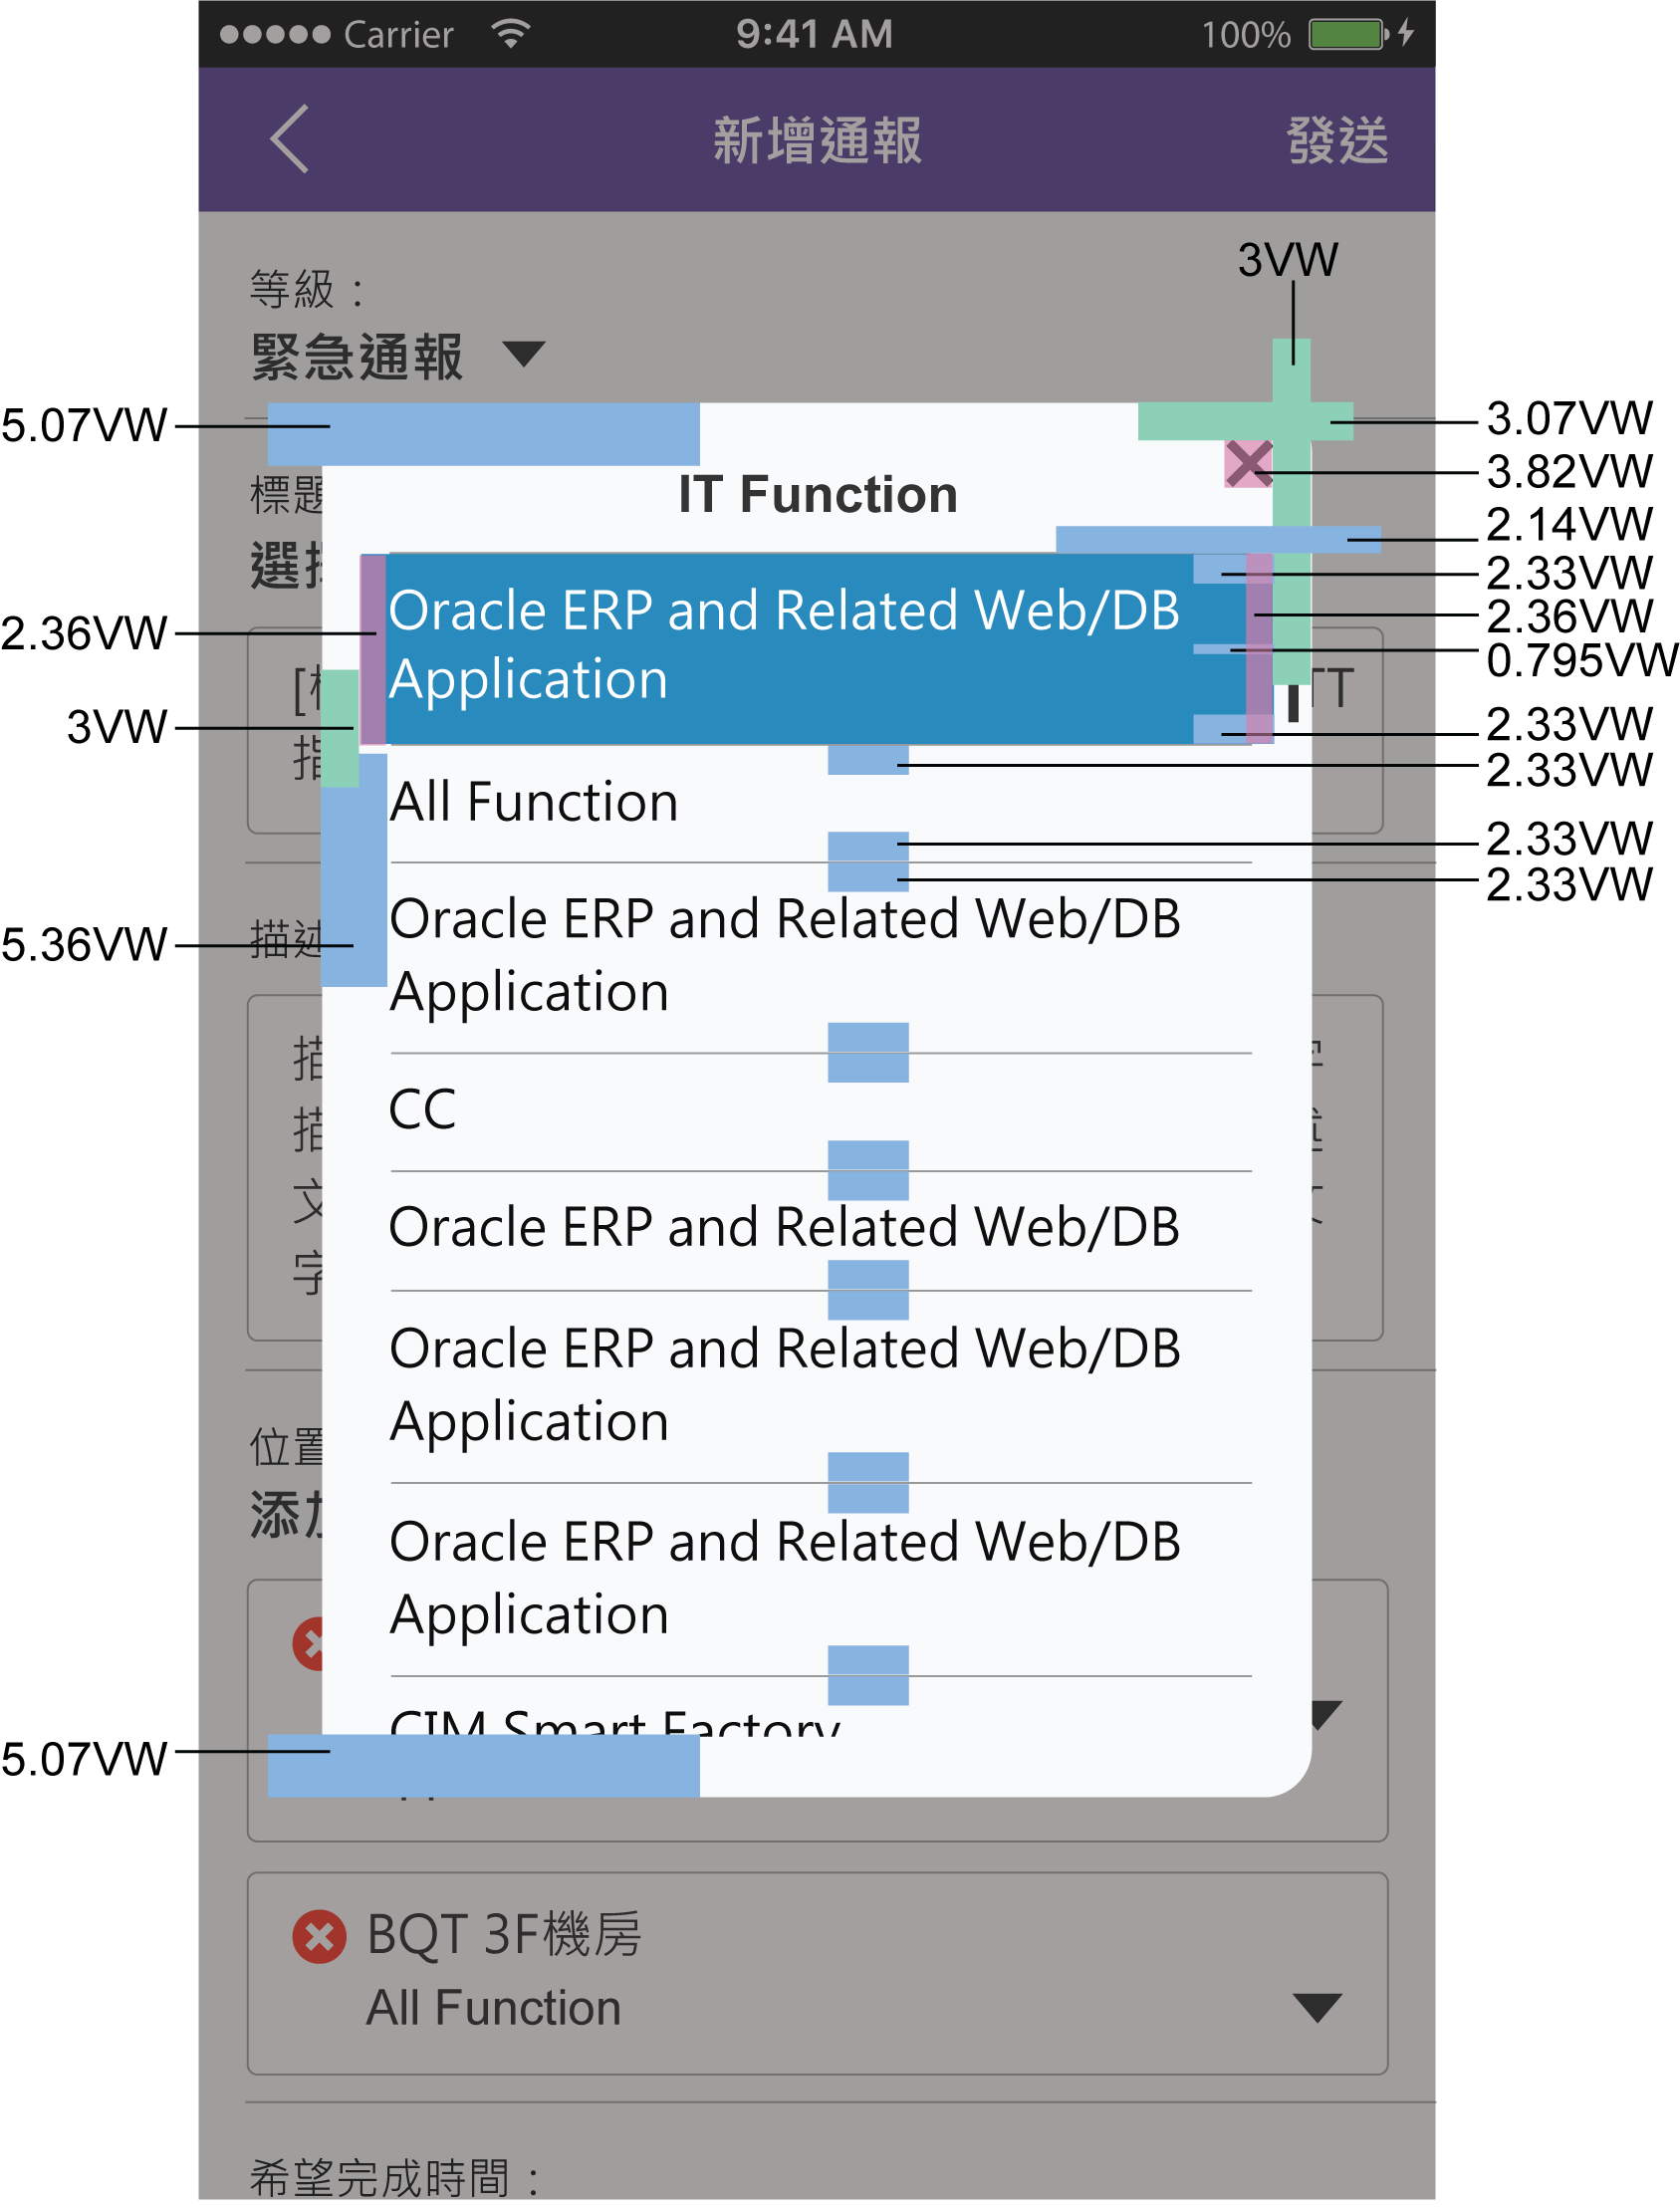 Carrier 9:41 AM 100%
新增通報 發送
等級：
緊急通報
3VW
5.07VW
3.07VW
3.82VW
IT Function
標題
2.14VW
選
2.33VW
2.36VW
2.36VW
Oracle ERP and Related Web/DB
0.795VW
Application
3VW
2.33VW
2.33VW
All Function
2.33VW
2.33VW
Oracle ERP and Related Web/DB
描述
5.36VW
Application
描
CC
描
文
Oracle ERP and Related Web/DB
字
Oracle ERP and Related Web/DB
Application
位置
添加
Oracle ERP and Related Web/DB
Application
CIM Smart Factory
5.07VW
BQT 3F機房
All Function
希望完成時間：